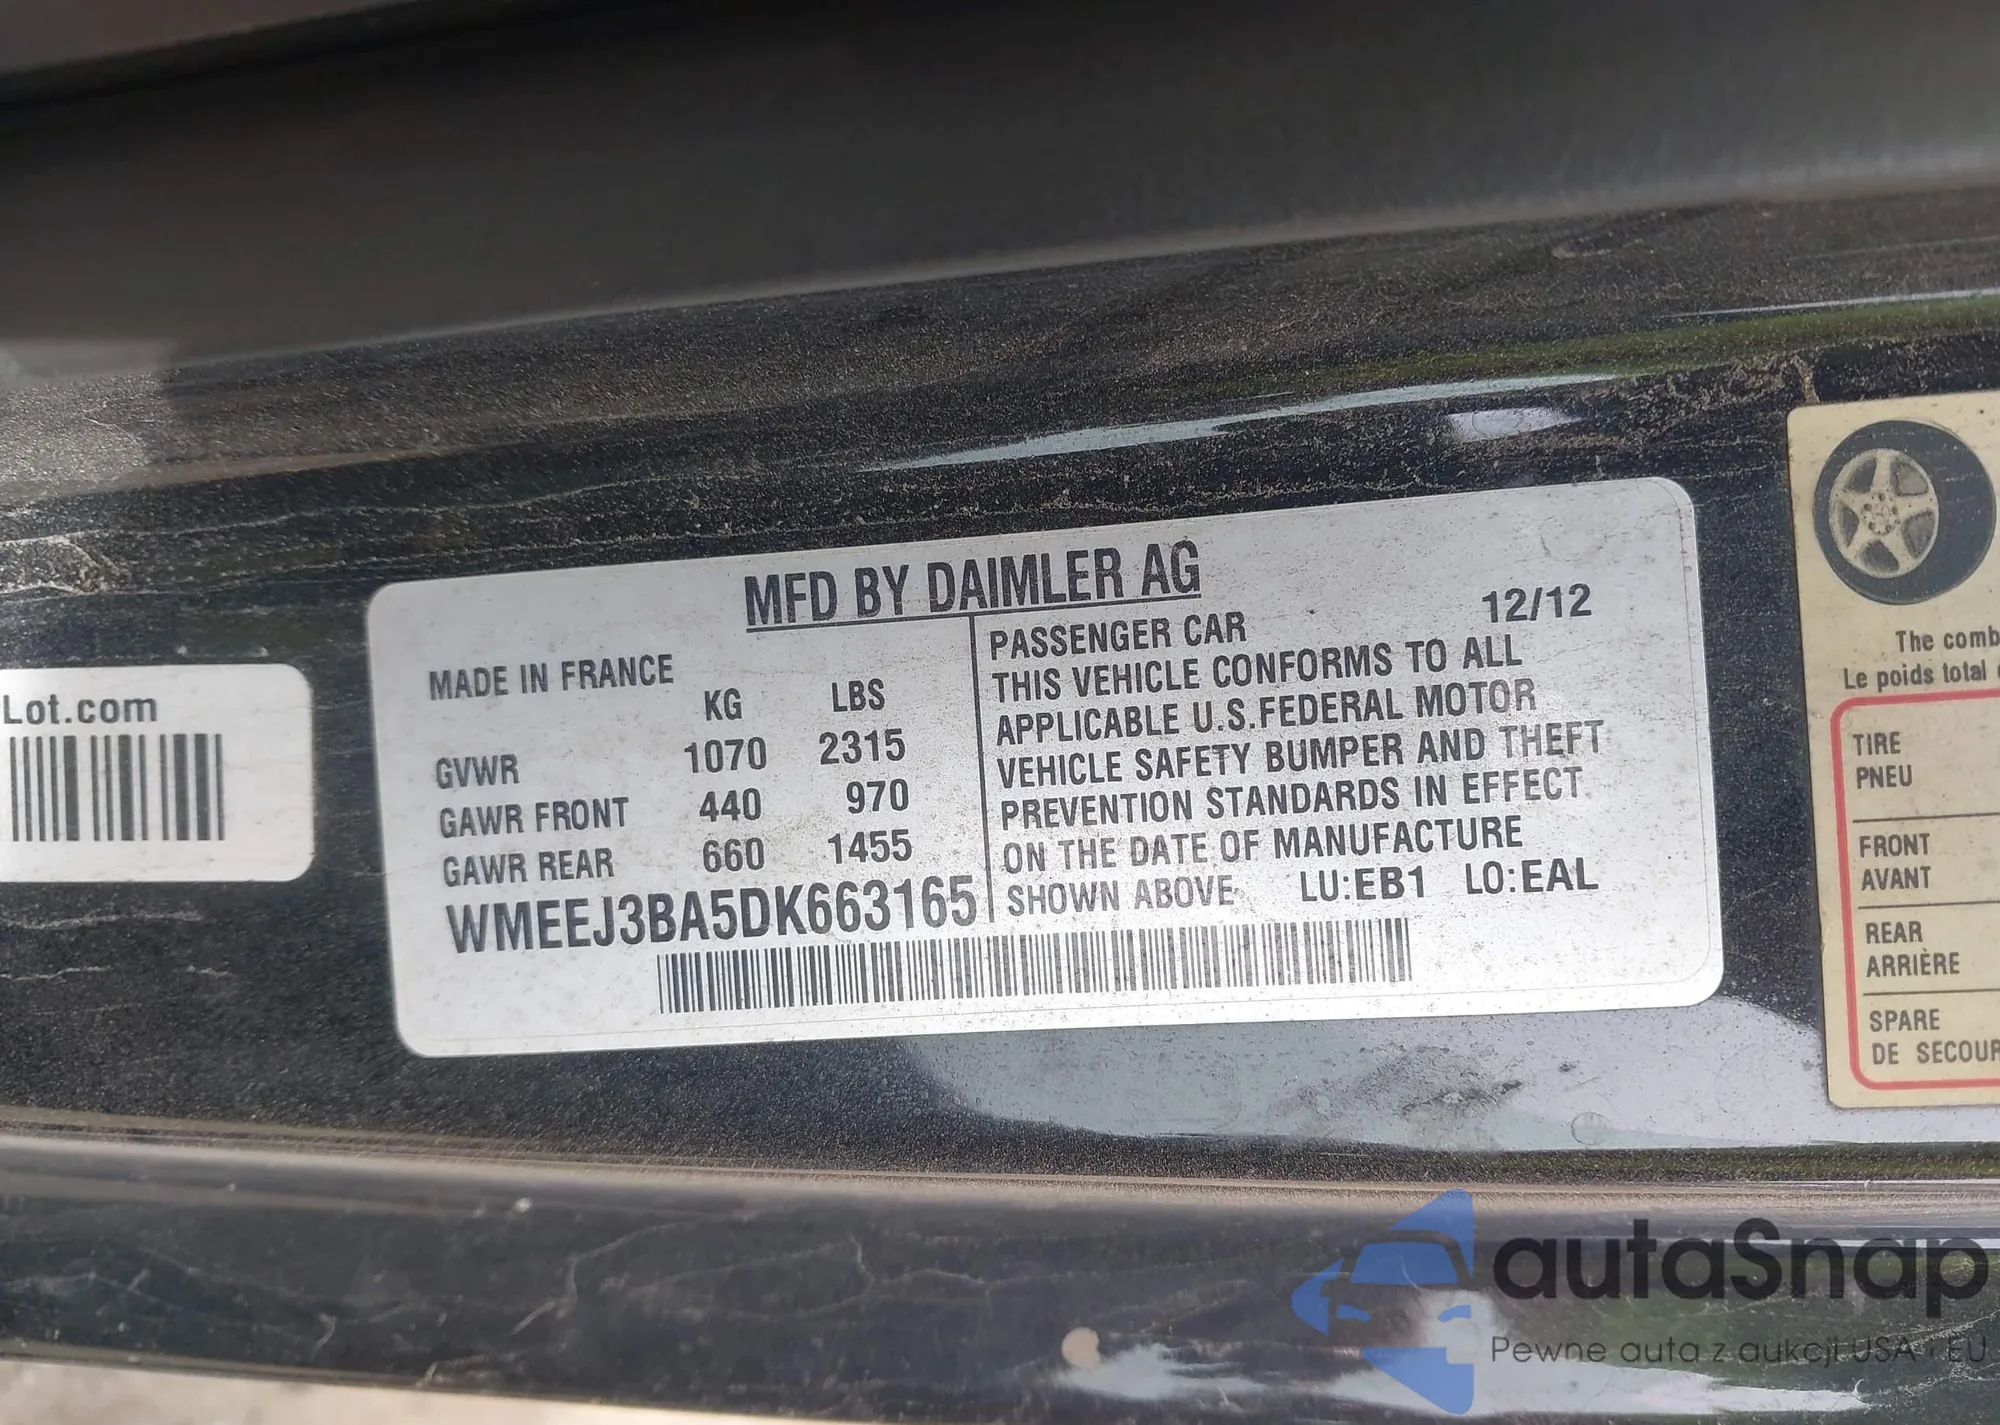 MFD BY DAIMLER AG
MADE IN FRANCE
KG LBS
GVWR 1070 2315
GAWR FRONT 440 970
GAWR REAR 660 1455
WMEEJ3BA5DK663165
PASSENGER CAR 12/12
THIS VEHICLE CONFORMS TO ALL
APPLICABLE U.S.FEDERAL MOTOR
VEHICLE SAFETY BUMPER AND THEFT
PREVENTION STANDARDS IN EFFECT
ON THE DATE OF MANUFACTURE
SHOWN ABOVE LU:EB1 LO:EAL
Lot.com
The comb
Le poids total
TIRE
PNEU
FRONT
AVANT
REAR
ARRIÈRE
SPARE
DE SECOUR
autaSnap
Pewne auta z aukcji USA i EU